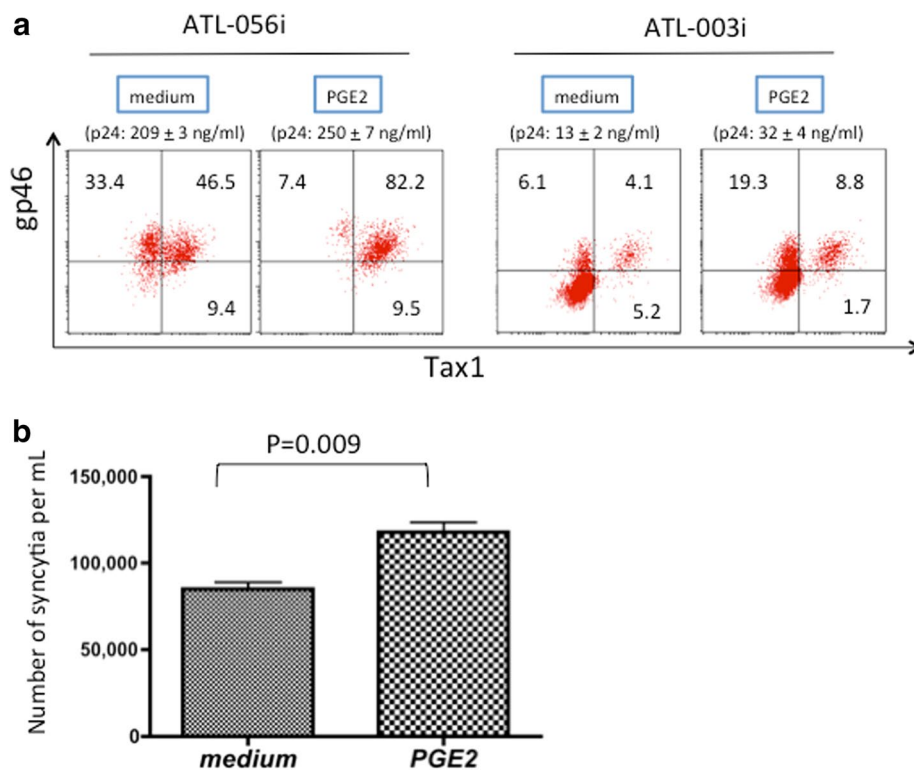 a
ATL-056i ATL-003i
medium PGE2 medium PGE2
(p24: 209 ± 3 ng/ml) (p24: 250 ± 7 ng/ml) (p24: 13 ± 2 ng/ml) (p24: 32 ± 4 ng/ml)
gp46
33.4 46.5 7.4 82.2 6.1 4.1 19.3 8.8
9.4 9.5 5.2 1.7
Tax1
b
P=0.009
Number of syncytia per mL
150,000
100,000
50,000
0
medium PGE2